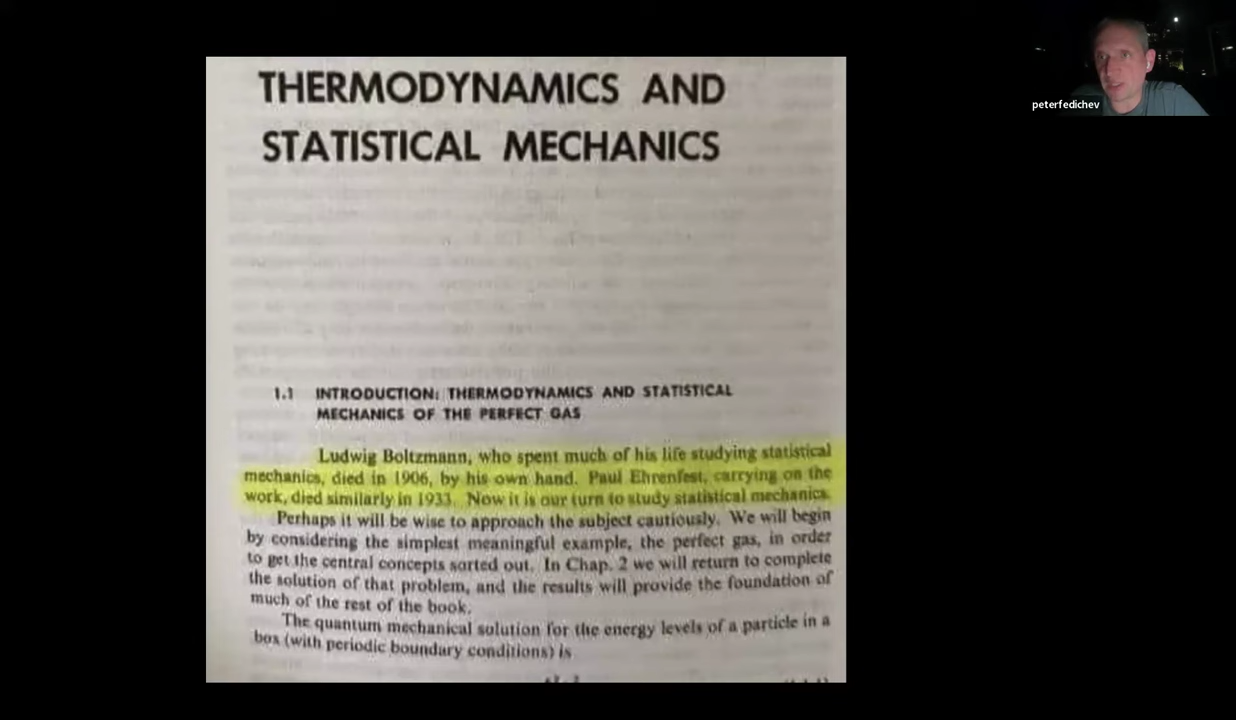 THERMODYNAMICS AND
STATISTICAL MECHANICS
1.1 INTRODUCTION: THERMODYNAMICS AND STATISTICAL
MECHANICS OF THE PERFECT GAS
Ludwig Boltzmann, who spent much of his life studying statistical
mechanics, died in 1906, by his own hand. Paul Ehrenfest, carrying on the
work, died similarly in 1933. Now it is our turn to study statistical mechanics.
Perhaps it will be wise to approach the subject cautiously. We will begin
by considering the simplest meaningful example, the perfect gas, in order
to get the central concepts sorted out. In Chap. 2 we will return to complete
the solution of that problem, and the results will provide the foundation of
much of the rest of the book.
The quantum mechanical solution for the energy levels of a particle in a
box (with periodic boundary conditions) is
peterfedichev